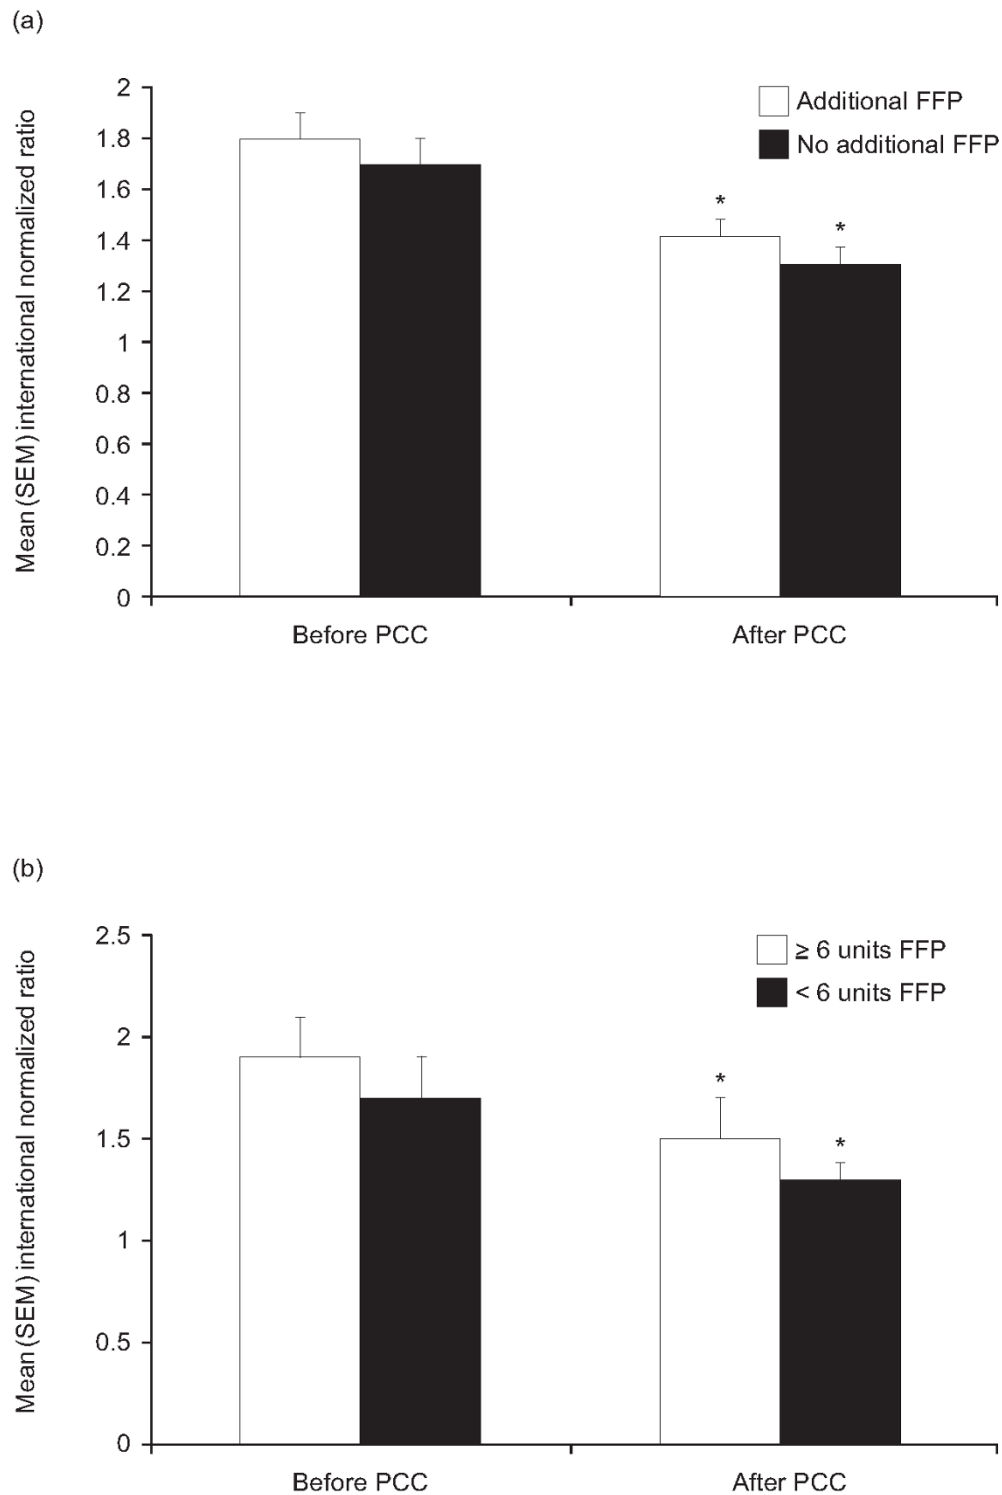 (a)
Mean (SEM) international normalized ratio
2
1.8
1.6
1.4
1.2
1
0.8
0.6
0.4
0.2
0
Additional FFP
No additional FFP
*
*
Before PCC
After PCC
(b)
Mean (SEM) international normalized ratio
2.5
2
1.5
1
0.5
0
≥ 6 units FFP
< 6 units FFP
*
*
Before PCC
After PCC